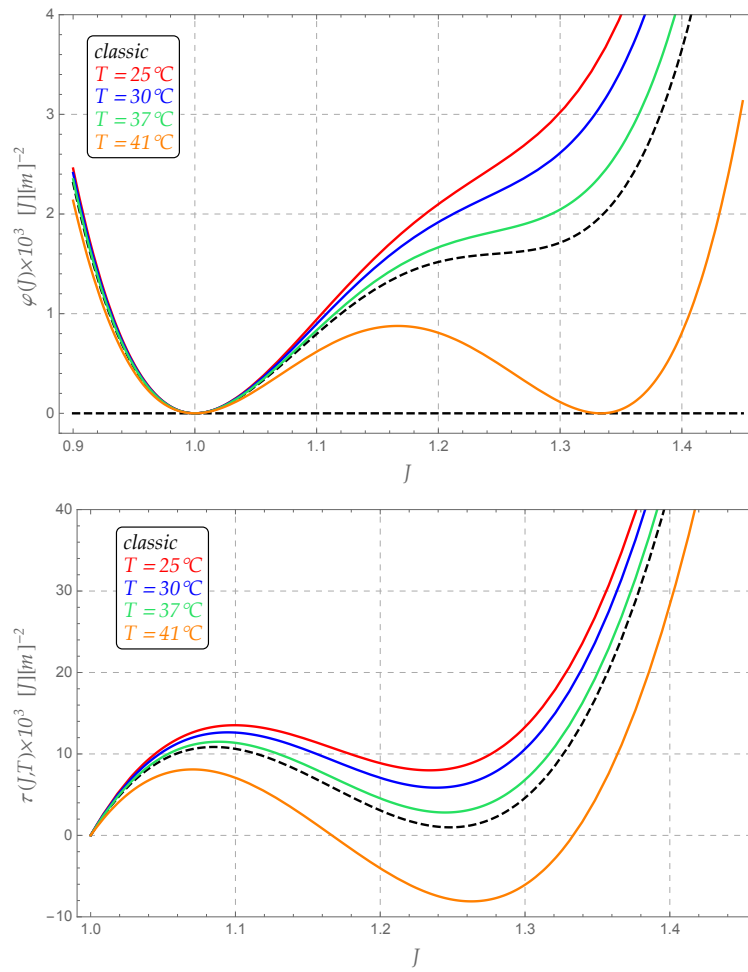 4
3
2
1
0
φ(J)×10³ [J][m]⁻²
classic
T = 25°C
T = 30°C
T = 37°C
T = 41°C
0.9 1.0 1.1 1.2 1.3 1.4
J
40
30
20
10
0
−10
τ(J,T)×10³ [J][m]⁻²
classic
T = 25°C
T = 30°C
T = 37°C
T = 41°C
1.0 1.1 1.2 1.3 1.4
J